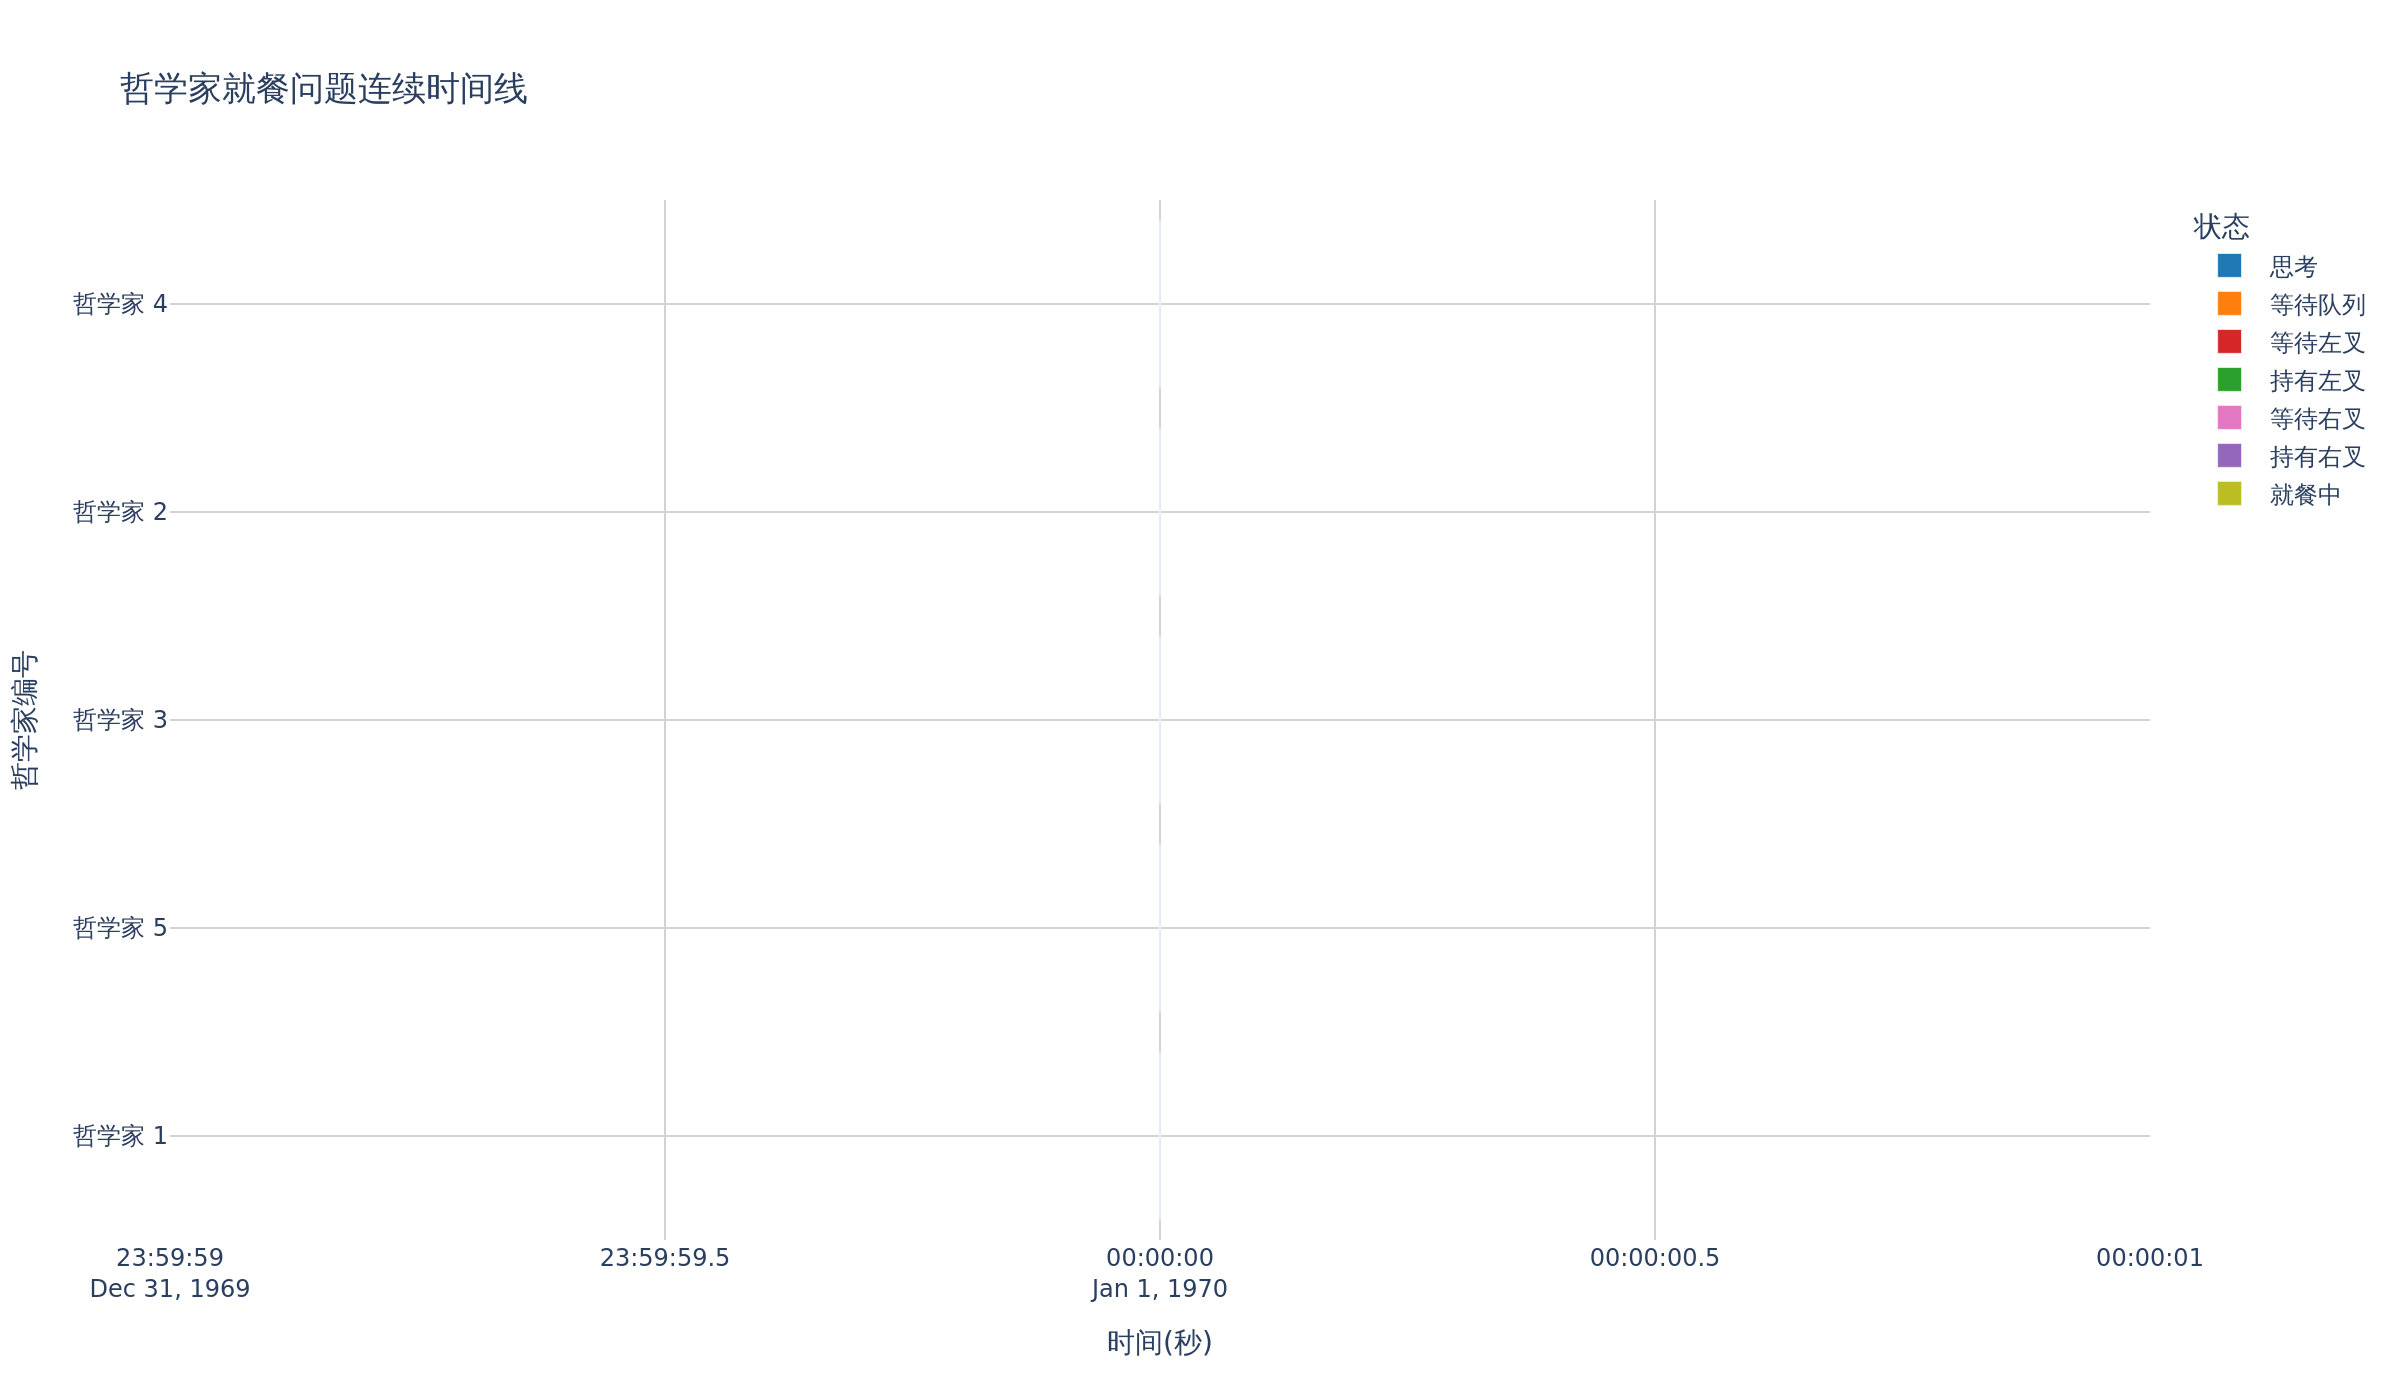 哲学家就餐问题连续时间线
状态
思考
等待队列
等待左叉
持有左叉
等待右叉
持有右叉
就餐中
哲学家编号
哲学家 4
哲学家 2
哲学家 3
哲学家 5
哲学家 1
23:59:59
Dec 31, 1969
23:59:59.5
00:00:00
Jan 1, 1970
00:00:00.5
00:00:01
时间(秒)